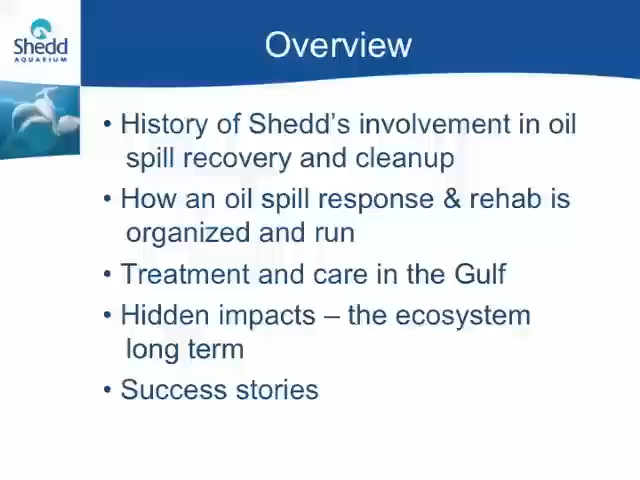 Shedd
AQUARIUM
Overview
• History of Shedd's involvement in oil
spill recovery and cleanup
• How an oil spill response & rehab is
organized and run
• Treatment and care in the Gulf
• Hidden impacts – the ecosystem
long term
• Success stories